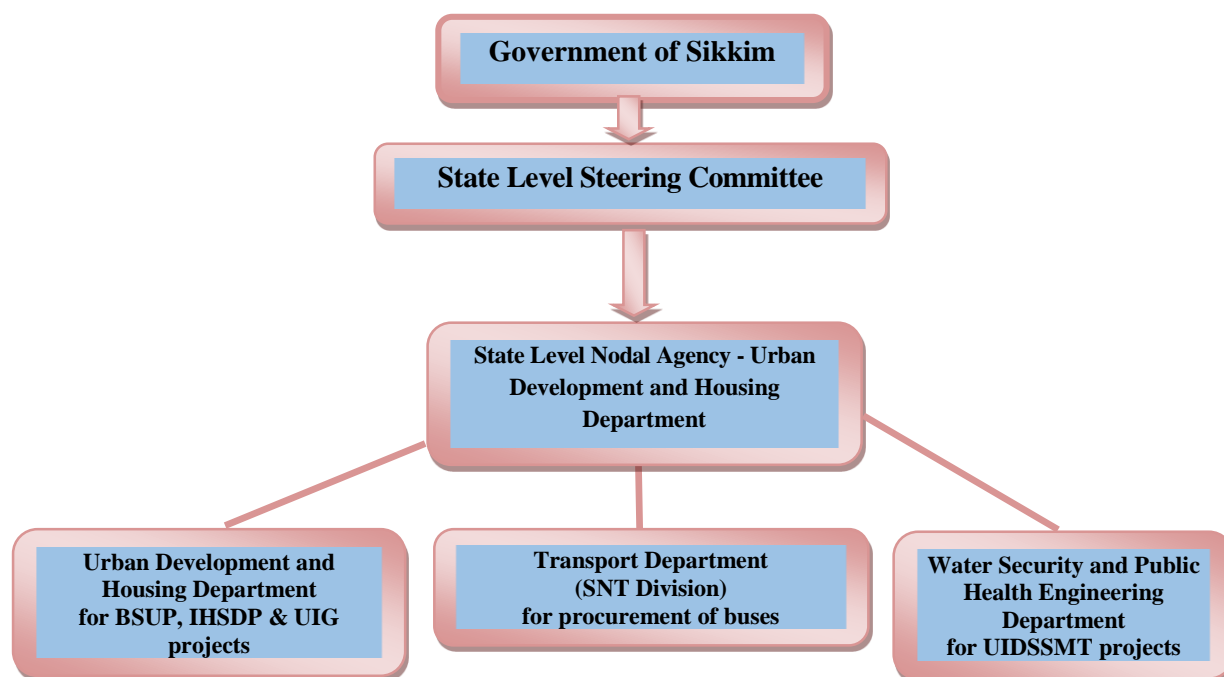 Government of Sikkim
State Level Steering Committee
State Level Nodal Agency - Urban
Development and Housing
Department
Urban Development and
Housing Department
for BSUP, IHSDP & UIG
projects
Transport Department
(SNT Division)
for procurement of buses
Water Security and Public
Health Engineering
Department
for UIDSSMT projects